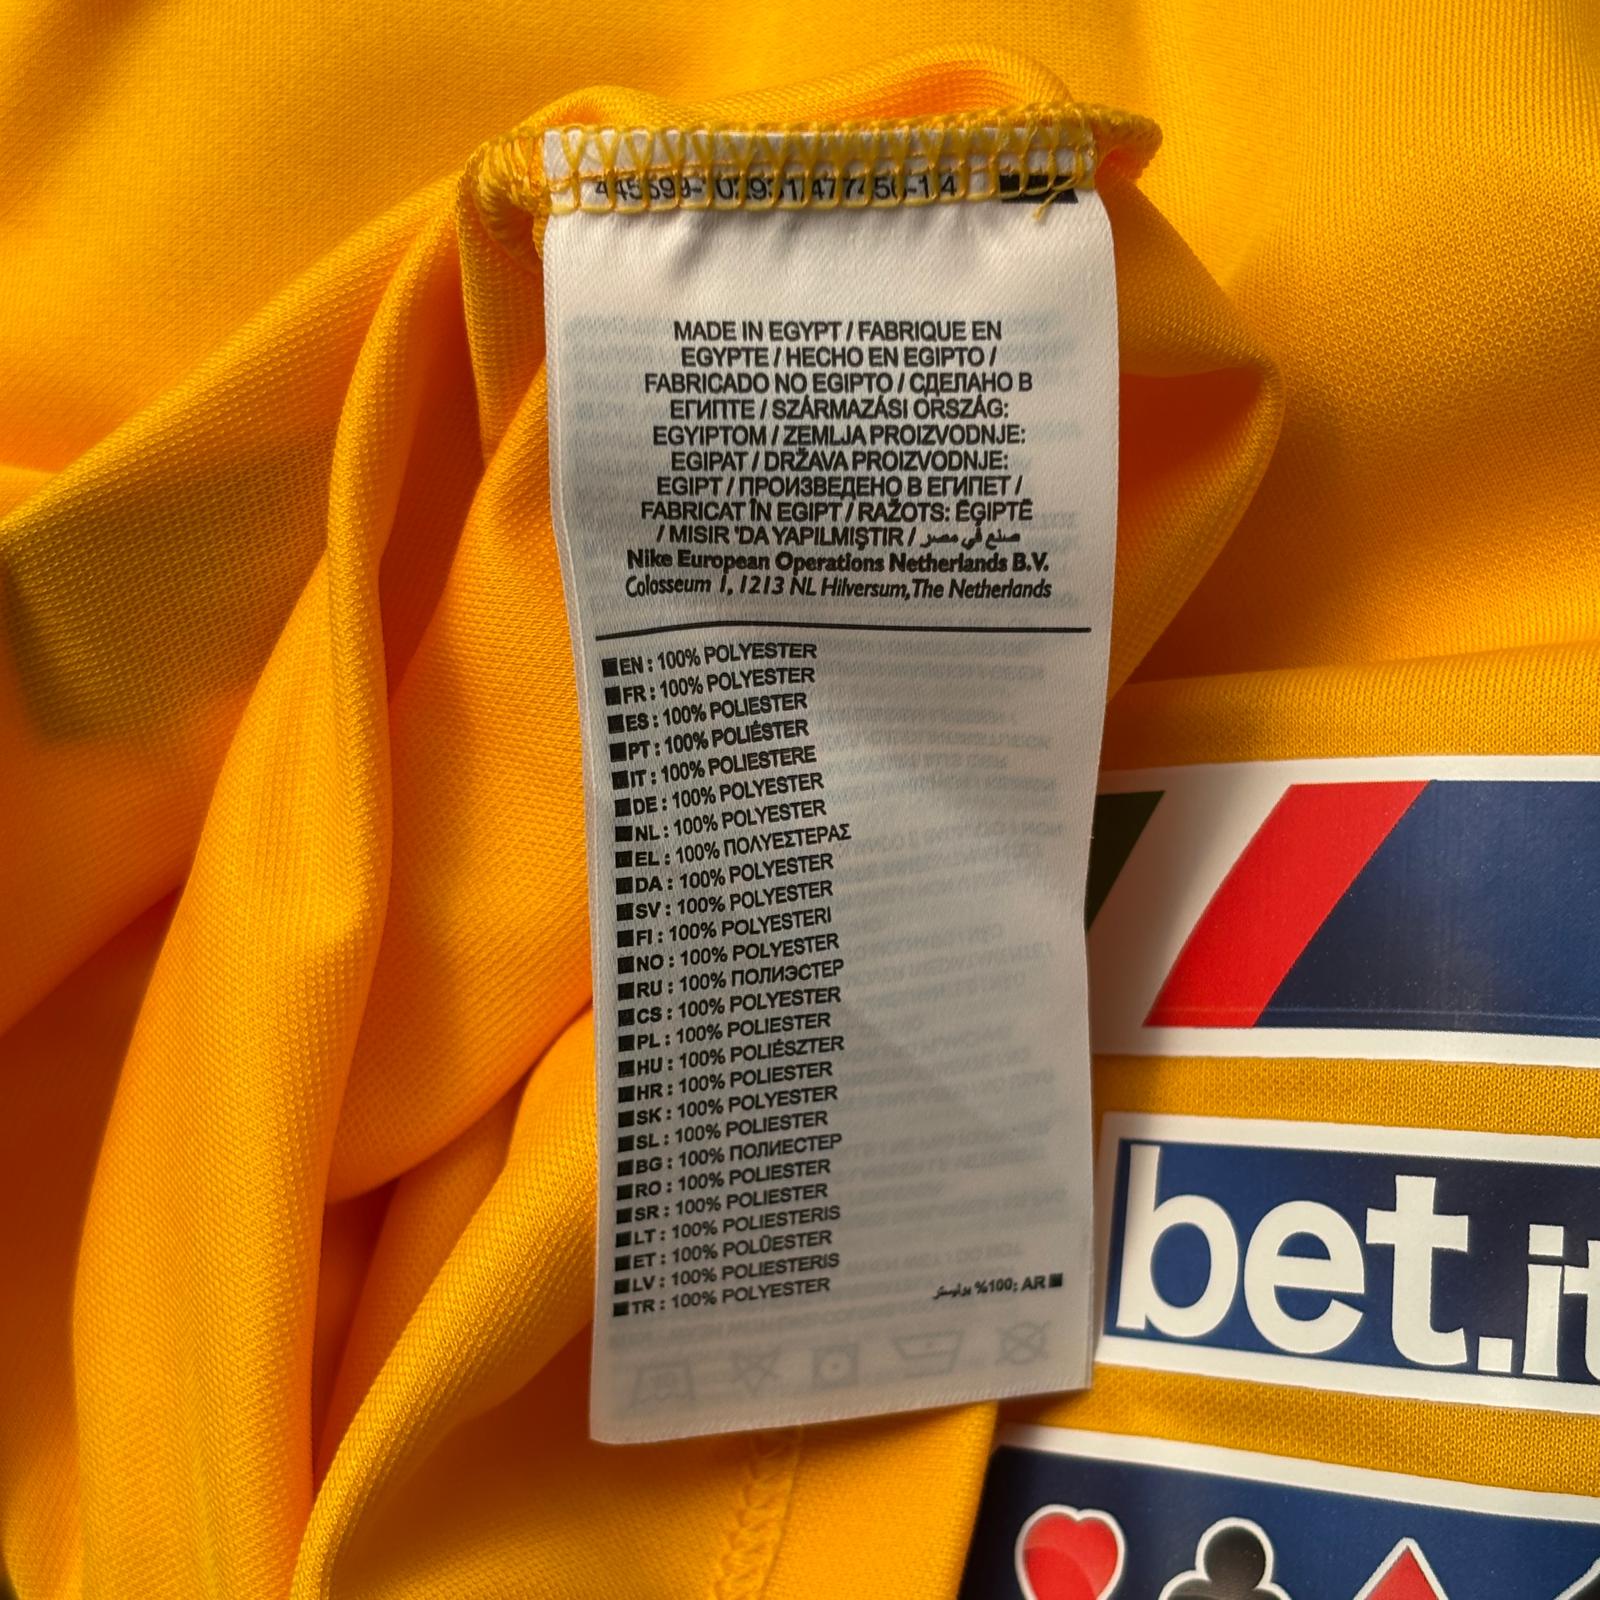 MADE IN EGYPT / FABRIQUE EN
EGYPTE / HECHO EN EGIPTO /
FABRICADO NO EGIPTO / СДЕЛАНО В
ЕГИПТЕ / SZÁRMAZÁSI ORSZÁG:
EGYIPTOM / ZEMLJA PROIZVODNJE:
EGIPAT / DRŽAVA PROIZVODNJE:
EGIPT / ПРОИЗВЕДЕНО В ЕГИПЕТ /
FABRICAT ÎN EGIPT / RAŽOTS: ĒĢIPTĒ
/ MISIR 'DA YAPILMIŞTIR / صنع في مصر
Nike European Operations Netherlands B.V.
Colosseum 1, 1213 NL Hilversum,The Netherlands
EN : 100% POLYESTER
FR : 100% POLYESTER
ES : 100% POLIESTER
PT : 100% POLIÉSTER
IT : 100% POLIESTERE
DE : 100% POLYESTER
NL : 100% POLYESTER
EL : 100% ΠΟΛΥΕΣΤΕΡΑΣ
DA : 100% POLYESTER
SV : 100% POLYESTER
FI : 100% POLYESTERI
NO : 100% POLYESTER
RU : 100% ПОЛИЭСТЕР
CS : 100% POLYESTER
PL : 100% POLIESTER
HU : 100% POLIÉSZTER
HR : 100% POLIESTER
SK : 100% POLYESTER
SL : 100% POLIESTER
BG : 100% ПОЛИЕСТЕР
RO : 100% POLIESTER
SR : 100% POLIESTER
LT : 100% POLIESTERIS
ET : 100% POLÜESTER
LV : 100% POLIESTERIS
TR : 100% POLYESTER
بوليستر %100: AR
bet.it